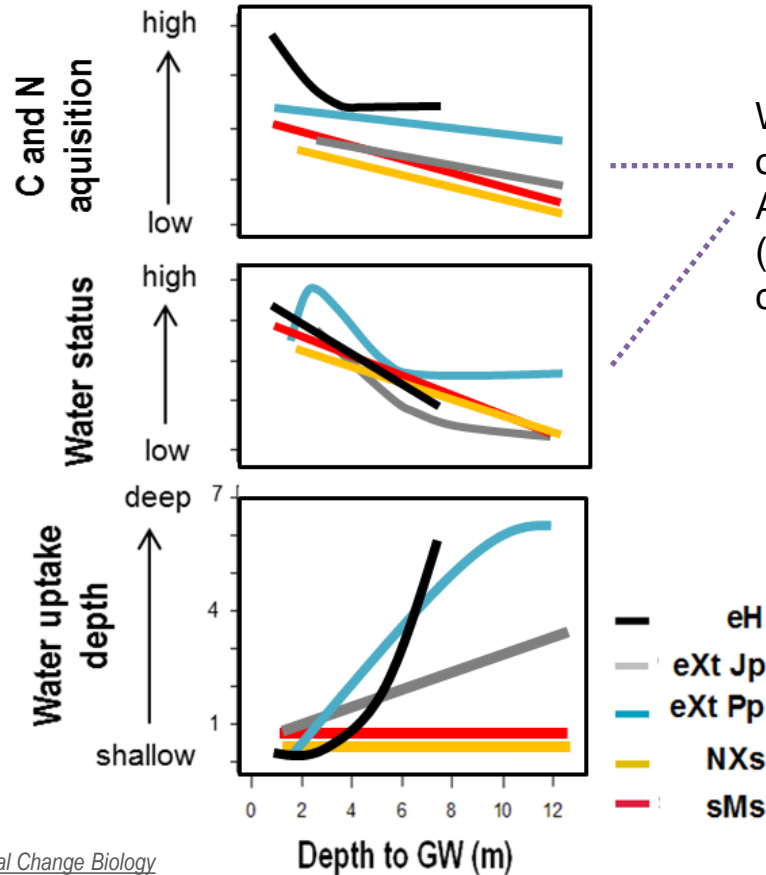 high
C and N
aquisition
low
high
Water status
low
deep
Water uptake
depth
shallow
7
4
1
0 2 4 6 8 10 12
Depth to GW (m)
eH
eXt Jp
eXt Pp
NXs
sMs
al Change Biology